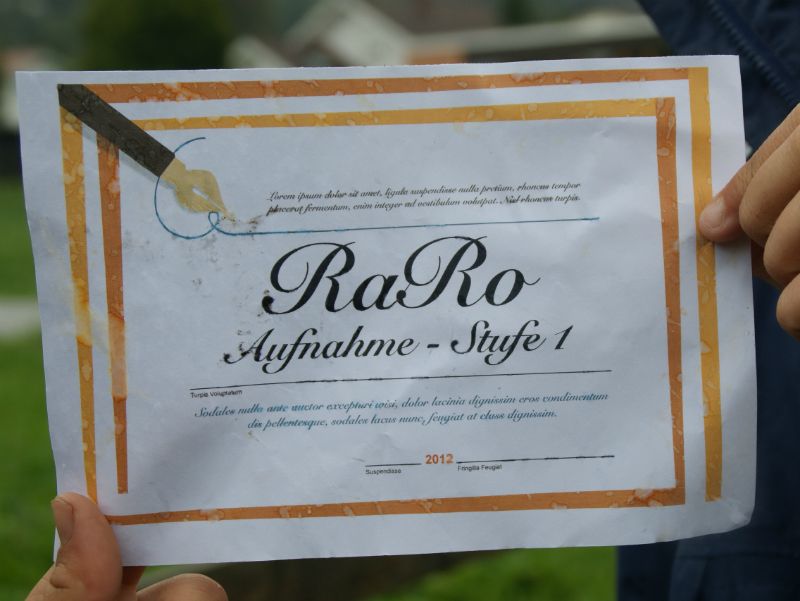 Lorem ipsum dolor sit amet, ligula suspendisse nulla pretium, rhoncus tempor
placerat fermentum, enim integer ad vestibulum volutpat. Nisl rhoncus turpis.
RaRo
Aufnahme - Stufe 1
Turpis Voluptatem
Sodales nulla ante auctor excepturi wisi, dolor lacinia dignissim eros condimentum
dis pellentesque, sodales lacus nunc, feugiat at class dignissim.
2012
Suspendisse Fringilla Feugiat